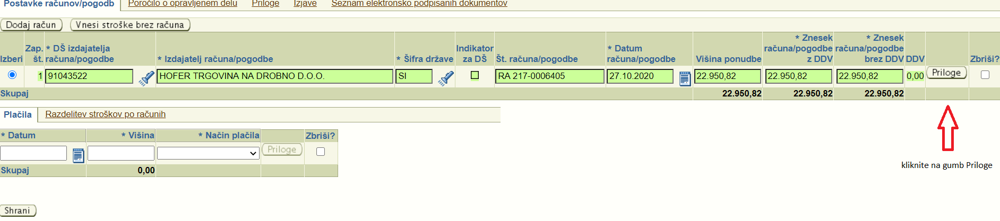 Postavke računov/pogodb Poročilo o opravljenem delu Priloge Izjave Seznam elektronsko podpisanih dokumentov
Dodaj račun Vnesi stroške brez računa
Izberi Zap. št. * DŠ izdajatelja računa/pogodbe * Izdajatelj računa/pogodbe * Šifra države Indikator za DŠ Št. računa/pogodbe * Datum računa/pogodbe Višina ponudbe * Znesek računa/pogodbe z DDV * Znesek računa/pogodbe brez DDV DDV Zbriši?
1 91043522 HOFER TRGOVINA NA DROBNO D.O.O. SI RA 217-0006405 27.10.2020 22.950,82 22.950,82 22.950,82 0,00 Priloge
Skupaj 22.950,82 22.950,82 22.950,82
Plačila Razdelitev stroškov po računih
* Datum * Višina * Način plačila Zbriši?
Priloge
kliknite na gumb Priloge
Skupaj 0,00
Shrani